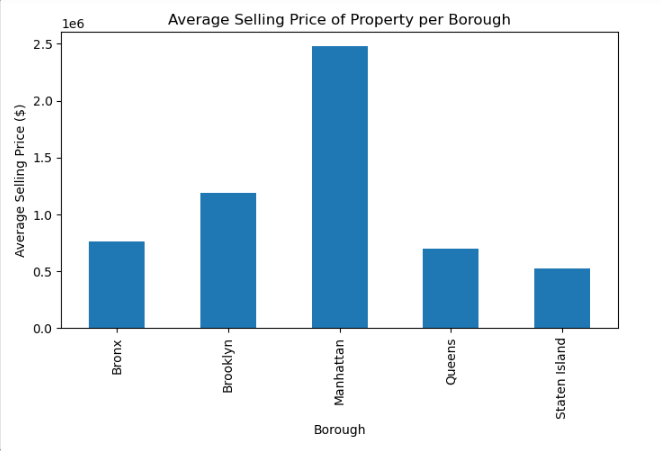 Average Selling Price of Property per Borough
1e6
2.5
2.0
1.5
1.0
0.5
0.0
Average Selling Price ($)
Bronx
Brooklyn
Manhattan
Queens
Staten Island
Borough